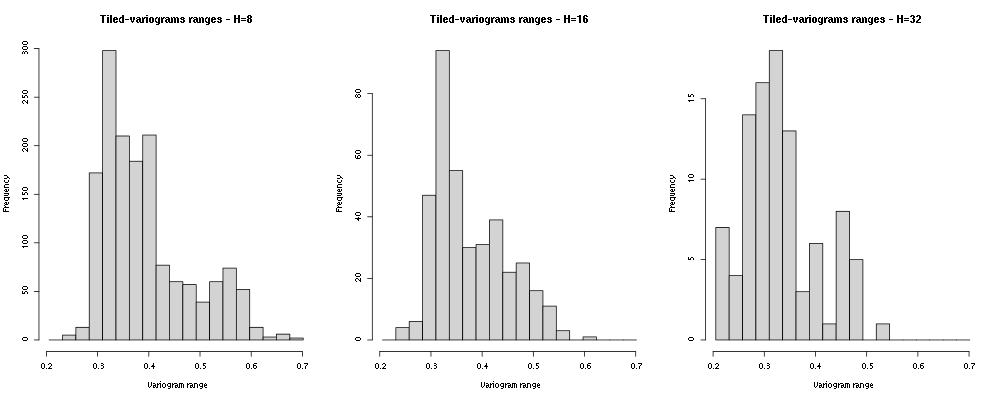 Tiled-variograms ranges - H=8
Tiled-variograms ranges - H=16
Tiled-variograms ranges - H=32
Frequency
0
50
100
150
200
250
300
0.2 0.3 0.4 0.5 0.6 0.7
Variogram range
Frequency
0
20
40
60
80
0.2 0.3 0.4 0.5 0.6 0.7
Variogram range
Frequency
0
5
10
15
0.2 0.3 0.4 0.5 0.6 0.7
Variogram range